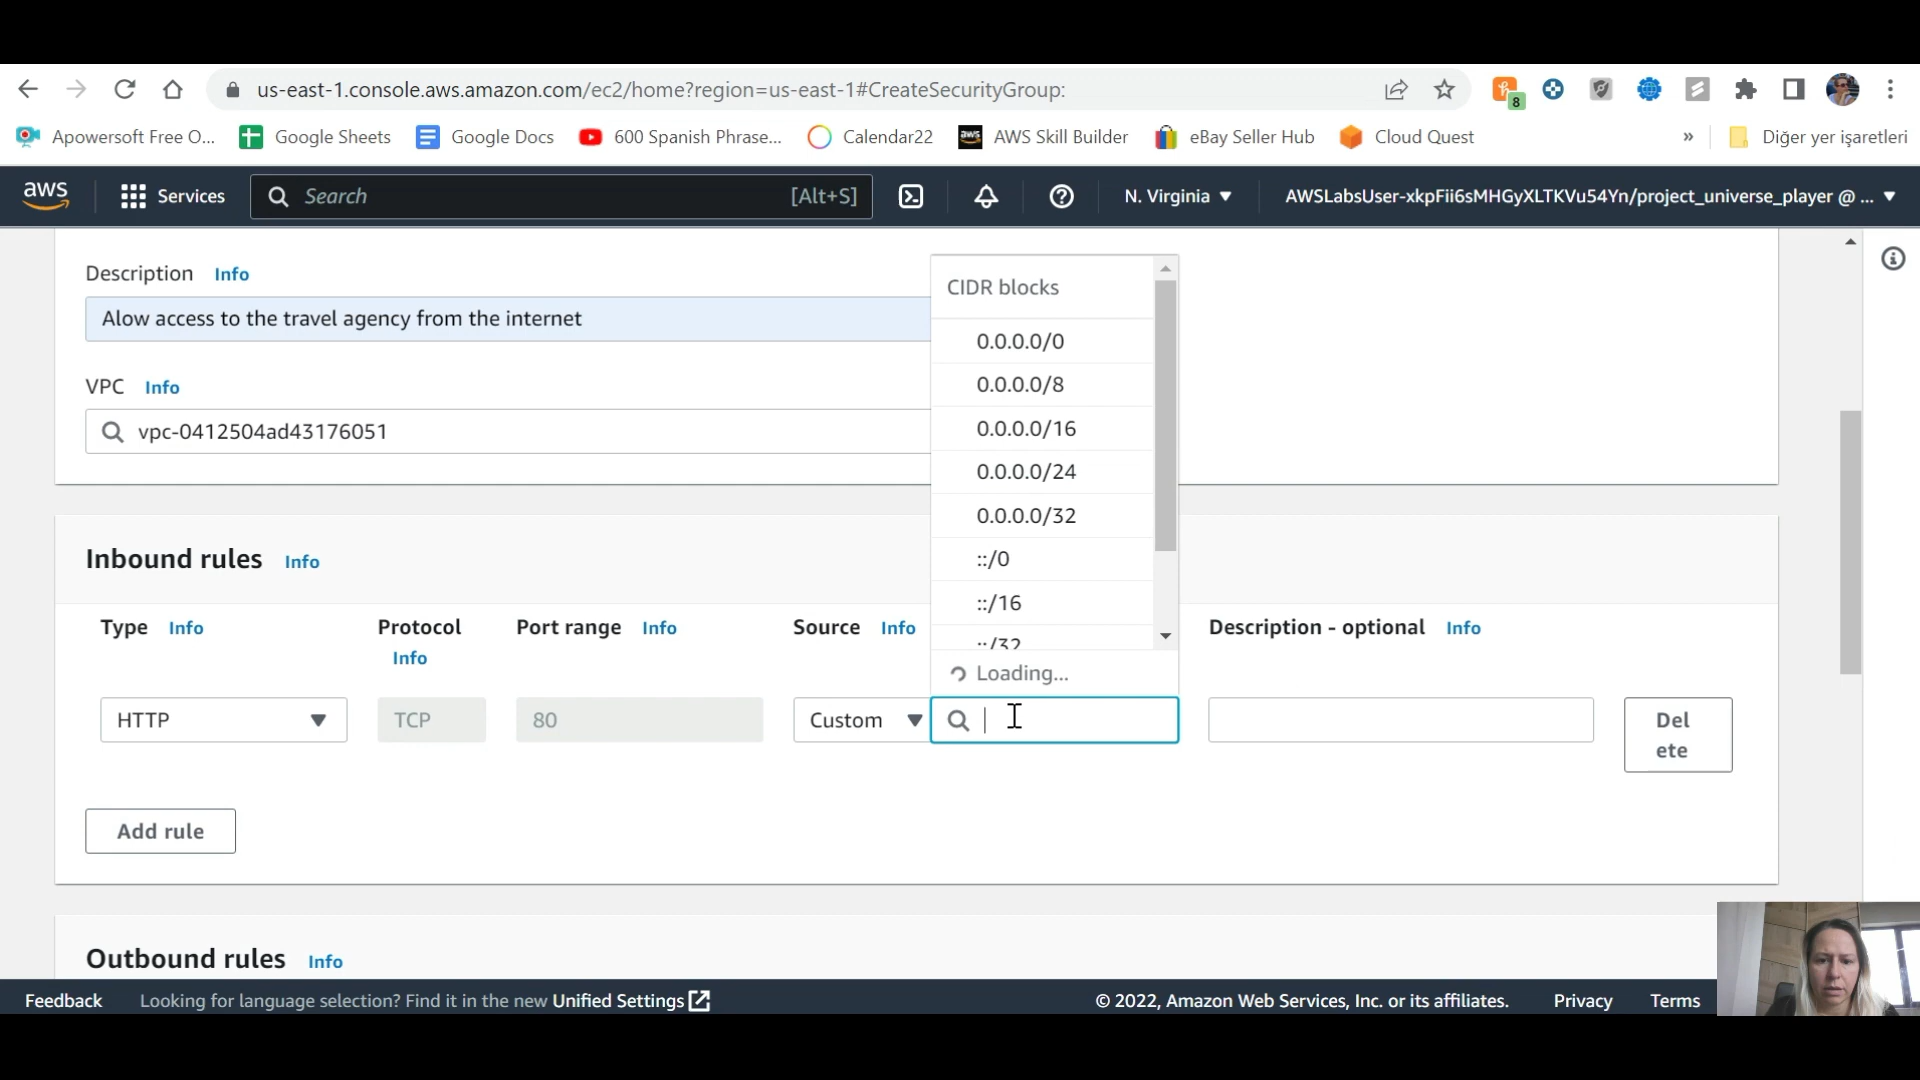 us-east-1.console.aws.amazon.com/ec2/home?region=us-east-1#CreateSecurityGroup:
8
Apowersoft Free O...
Google Sheets
Google Docs
600 Spanish Phrase...
Calendar22
aws
AWS Skill Builder
eBay Seller Hub
Cloud Quest
»
Diğer yer işaretleri
aws
Services
Search
[Alt+S]
N. Virginia
AWSLabsUser-xkpFii6sMHGyXLTKVu54Yn/project_universe_player @ ...
Description Info
Alow access to the travel agency from the internet
VPC Info
vpc-0412504ad43176051
CIDR blocks
0.0.0.0/0
0.0.0.0/8
0.0.0.0/16
0.0.0.0/24
0.0.0.0/32
::/0
::/16
::/32
Loading...
Inbound rules Info
Type Info
Protocol
Info
Port range Info
Source Info
Description - optional Info
HTTP
TCP
80
Custom
Del
ete
Add rule
Outbound rules Info
Feedback
Looking for language selection? Find it in the new Unified Settings
© 2022, Amazon Web Services, Inc. or its affiliates.
Privacy
Terms